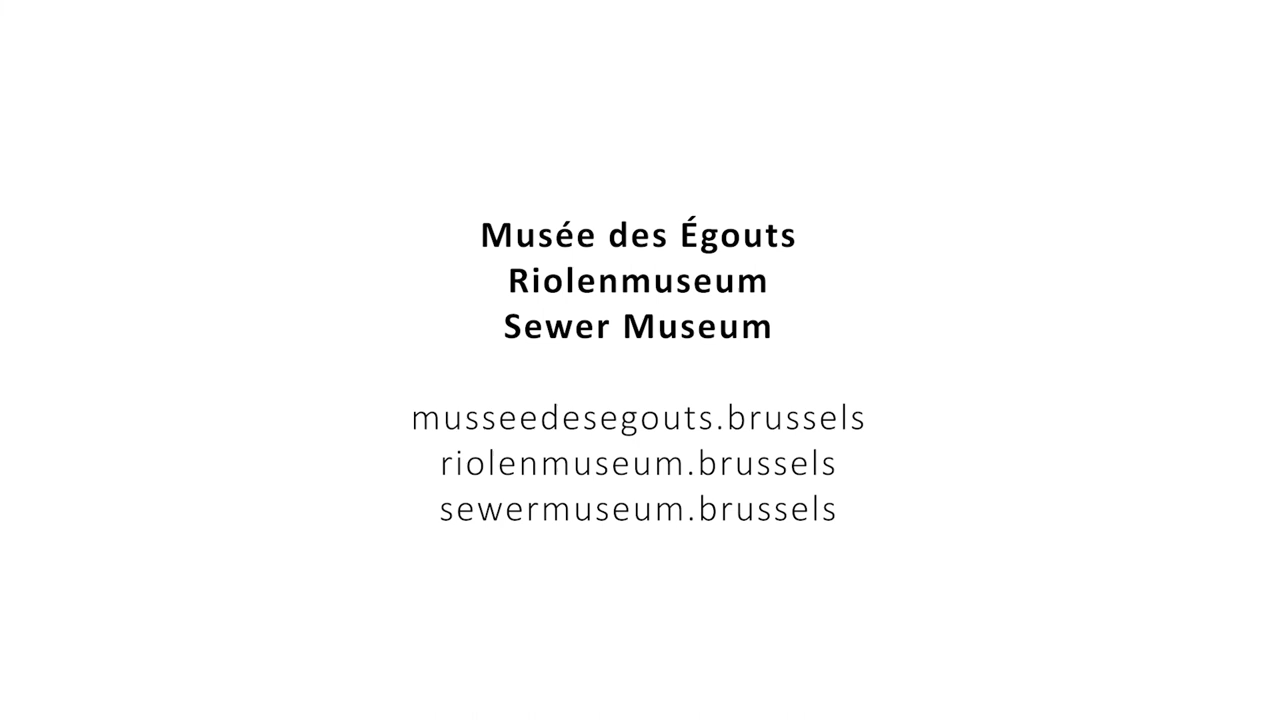 Musée des Égouts
Riolenmuseum
Sewer Museum
musseedesegouts.brussels
riolenmuseum.brussels
sewermuseum.brussels